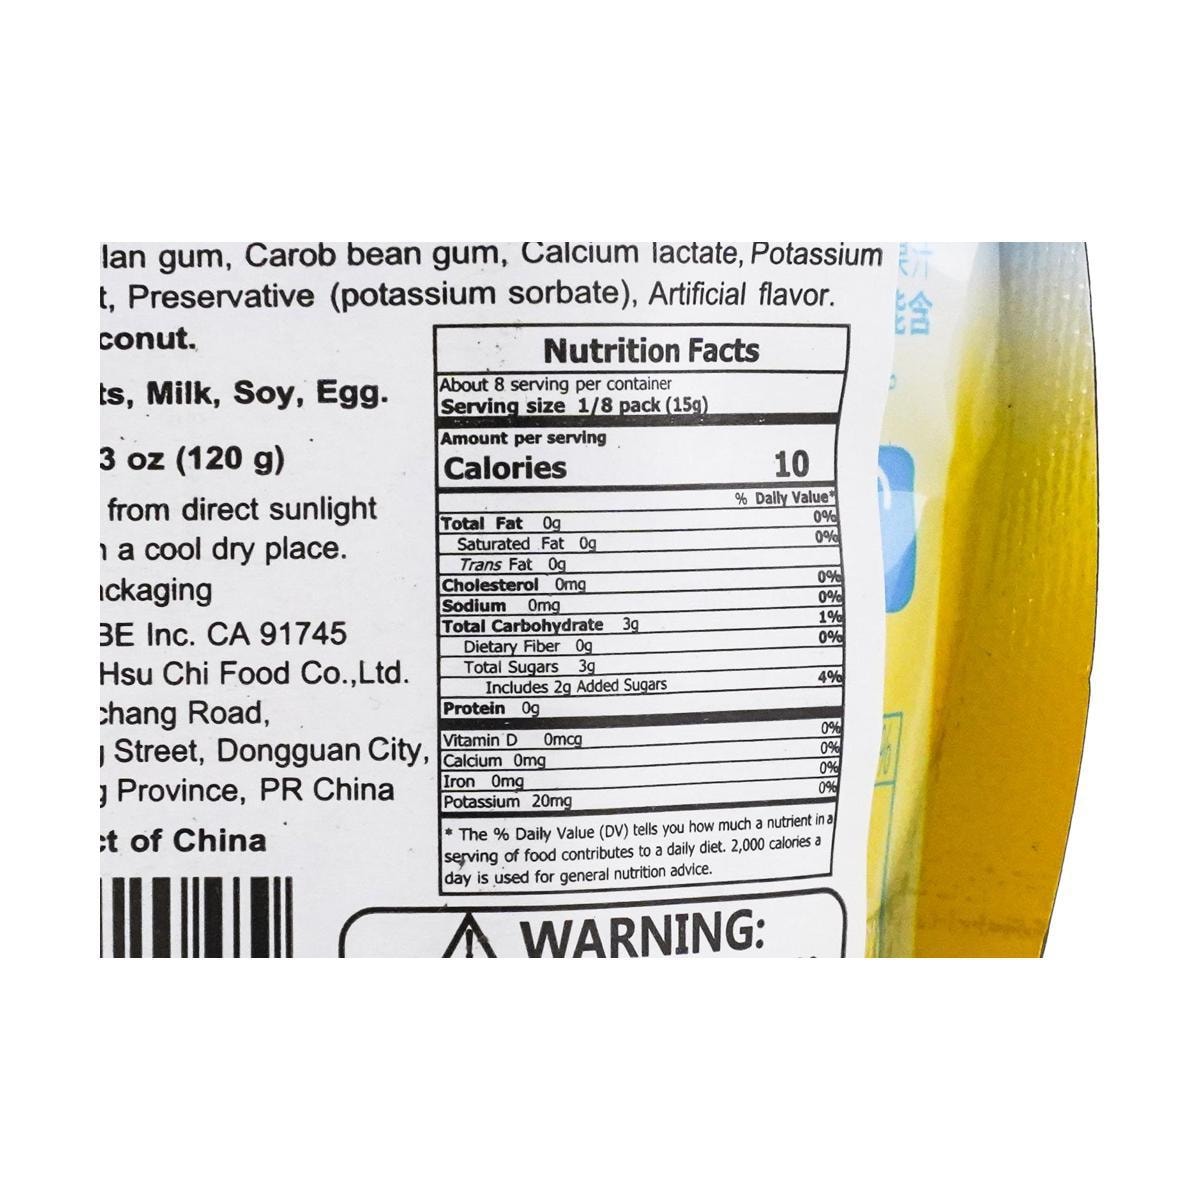 lan gum, Carob bean gum, Calcium lactate, Potassium
t, Preservative (potassium sorbate), Artificial flavor.
conut.
ts, Milk, Soy, Egg.
3 oz (120 g)
from direct sunlight
a cool dry place.
ackaging
BE Inc. CA 91745
Hsu Chi Food Co.,Ltd.
chang Road,
g Street, Dongguan City,
g Province, PR China
ct of China
Nutrition Facts
About 8 serving per container
Serving size 1/8 pack (15g)
Amount per serving
Calories 10
% Daily Value*
Total Fat 0g 0%
Saturated Fat 0g 0%
Trans Fat 0g
Cholesterol 0mg 0%
Sodium 0mg 0%
Total Carbohydrate 3g 1%
Dietary Fiber 0g 0%
Total Sugars 3g
Includes 2g Added Sugars 4%
Protein 0g
Vitamin D 0mcg 0%
Calcium 0mg 0%
Iron 0mg 0%
Potassium 20mg 0%
* The % Daily Value (DV) tells you how much a nutrient in a
serving of food contributes to a daily diet. 2,000 calories a
day is used for general nutrition advice.
WARNING:
汁
含
%